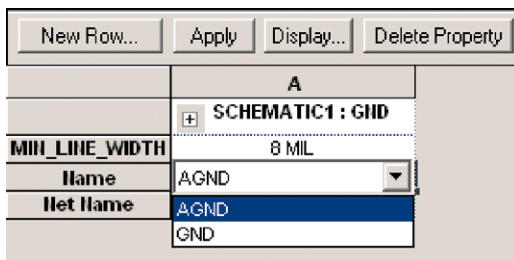 New Row... Apply Display... Delete Property
A
SCHEMATIC1 : GND
MIN_LINE_WIDTH 8 MIL
Name AGND
Net Name AGND
GND